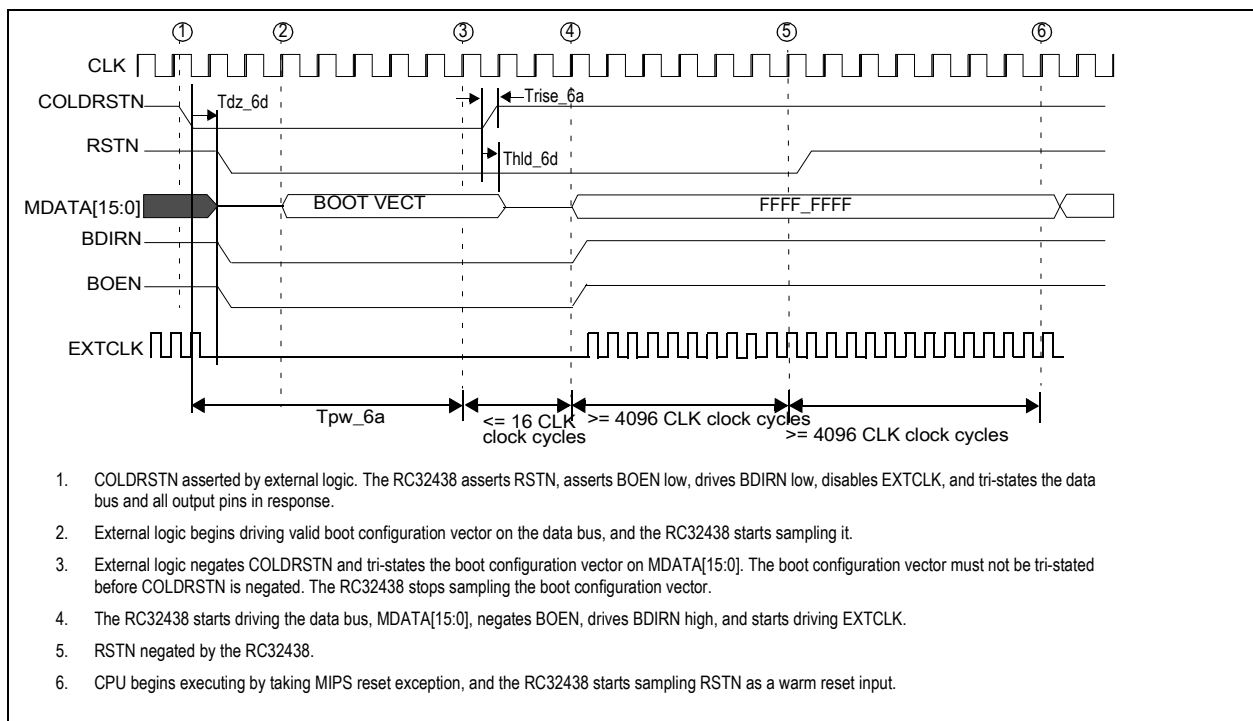 1 2 3 4 5 6
CLK
COLDRSTN
Tdz_6d
Trise_6a
RSTN
Thld_6d
MDATA[15:0]
BOOT VECT
FFFF_FFFF
BDIRN
BOEN
EXTCLK
Tpw_6a
<= 16 CLK
clock cycles
>= 4096 CLK clock cycles
>= 4096 CLK clock cycles
1. COLDRSTN asserted by external logic. The RC32438 asserts RSTN, asserts BOEN low, drives BDIRN low, disables EXTCLK, and tri-states the data
bus and all output pins in response.
2. External logic begins driving valid boot configuration vector on the data bus, and the RC32438 starts sampling it.
3. External logic negates COLDRSTN and tri-states the boot configuration vector on MDATA[15:0]. The boot configuration vector must not be tri-stated
before COLDRSTN is negated. The RC32438 stops sampling the boot configuration vector.
4. The RC32438 starts driving the data bus, MDATA[15:0], negates BOEN, drives BDIRN high, and starts driving EXTCLK.
5. RSTN negated by the RC32438.
6. CPU begins executing by taking MIPS reset exception, and the RC32438 starts sampling RSTN as a warm reset input.